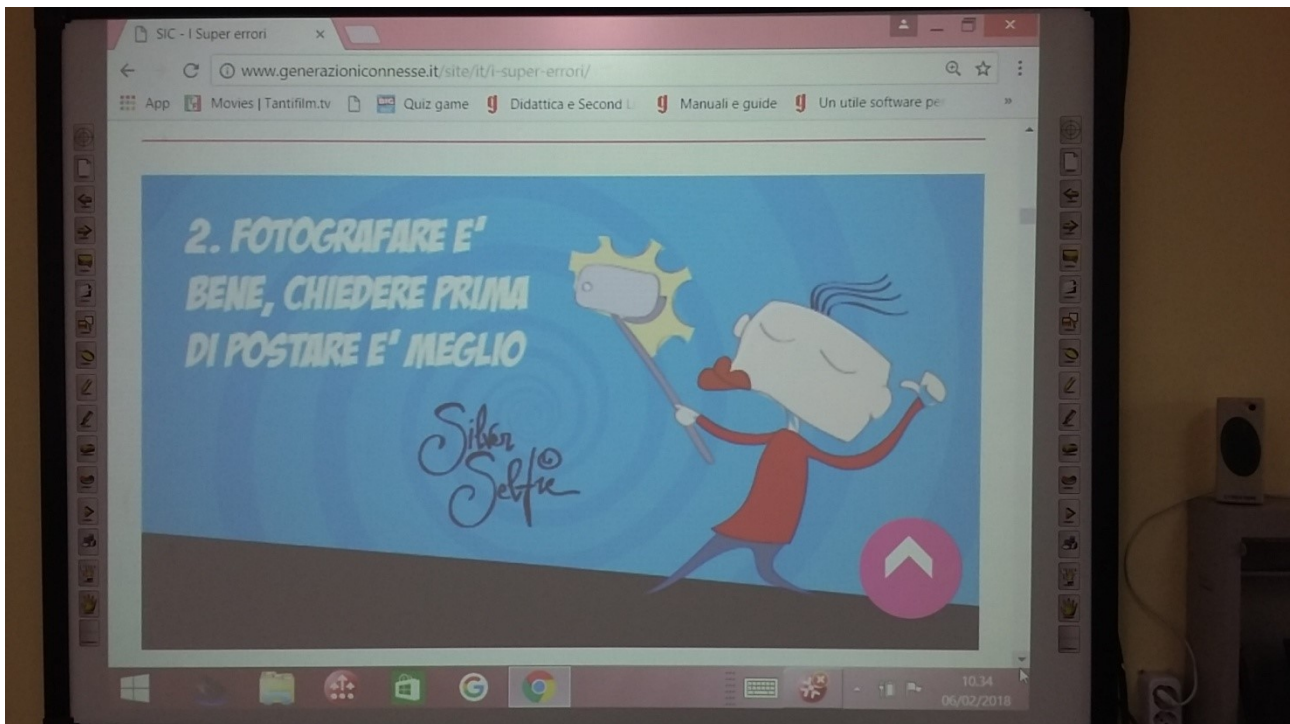 SIC - I Super errori
www.generazioniconnesse.it/site/it/i-super-errori/
App Movies | Tantifilm.tv Quiz game Didattica e Second Manuali e guide Un utile software pe
2. FOTOGRAFARE E'
BENE, CHIEDERE PRIMA
DI POSTARE E' MEGLIO
Silver
Selfie
10.34
06/02/2018